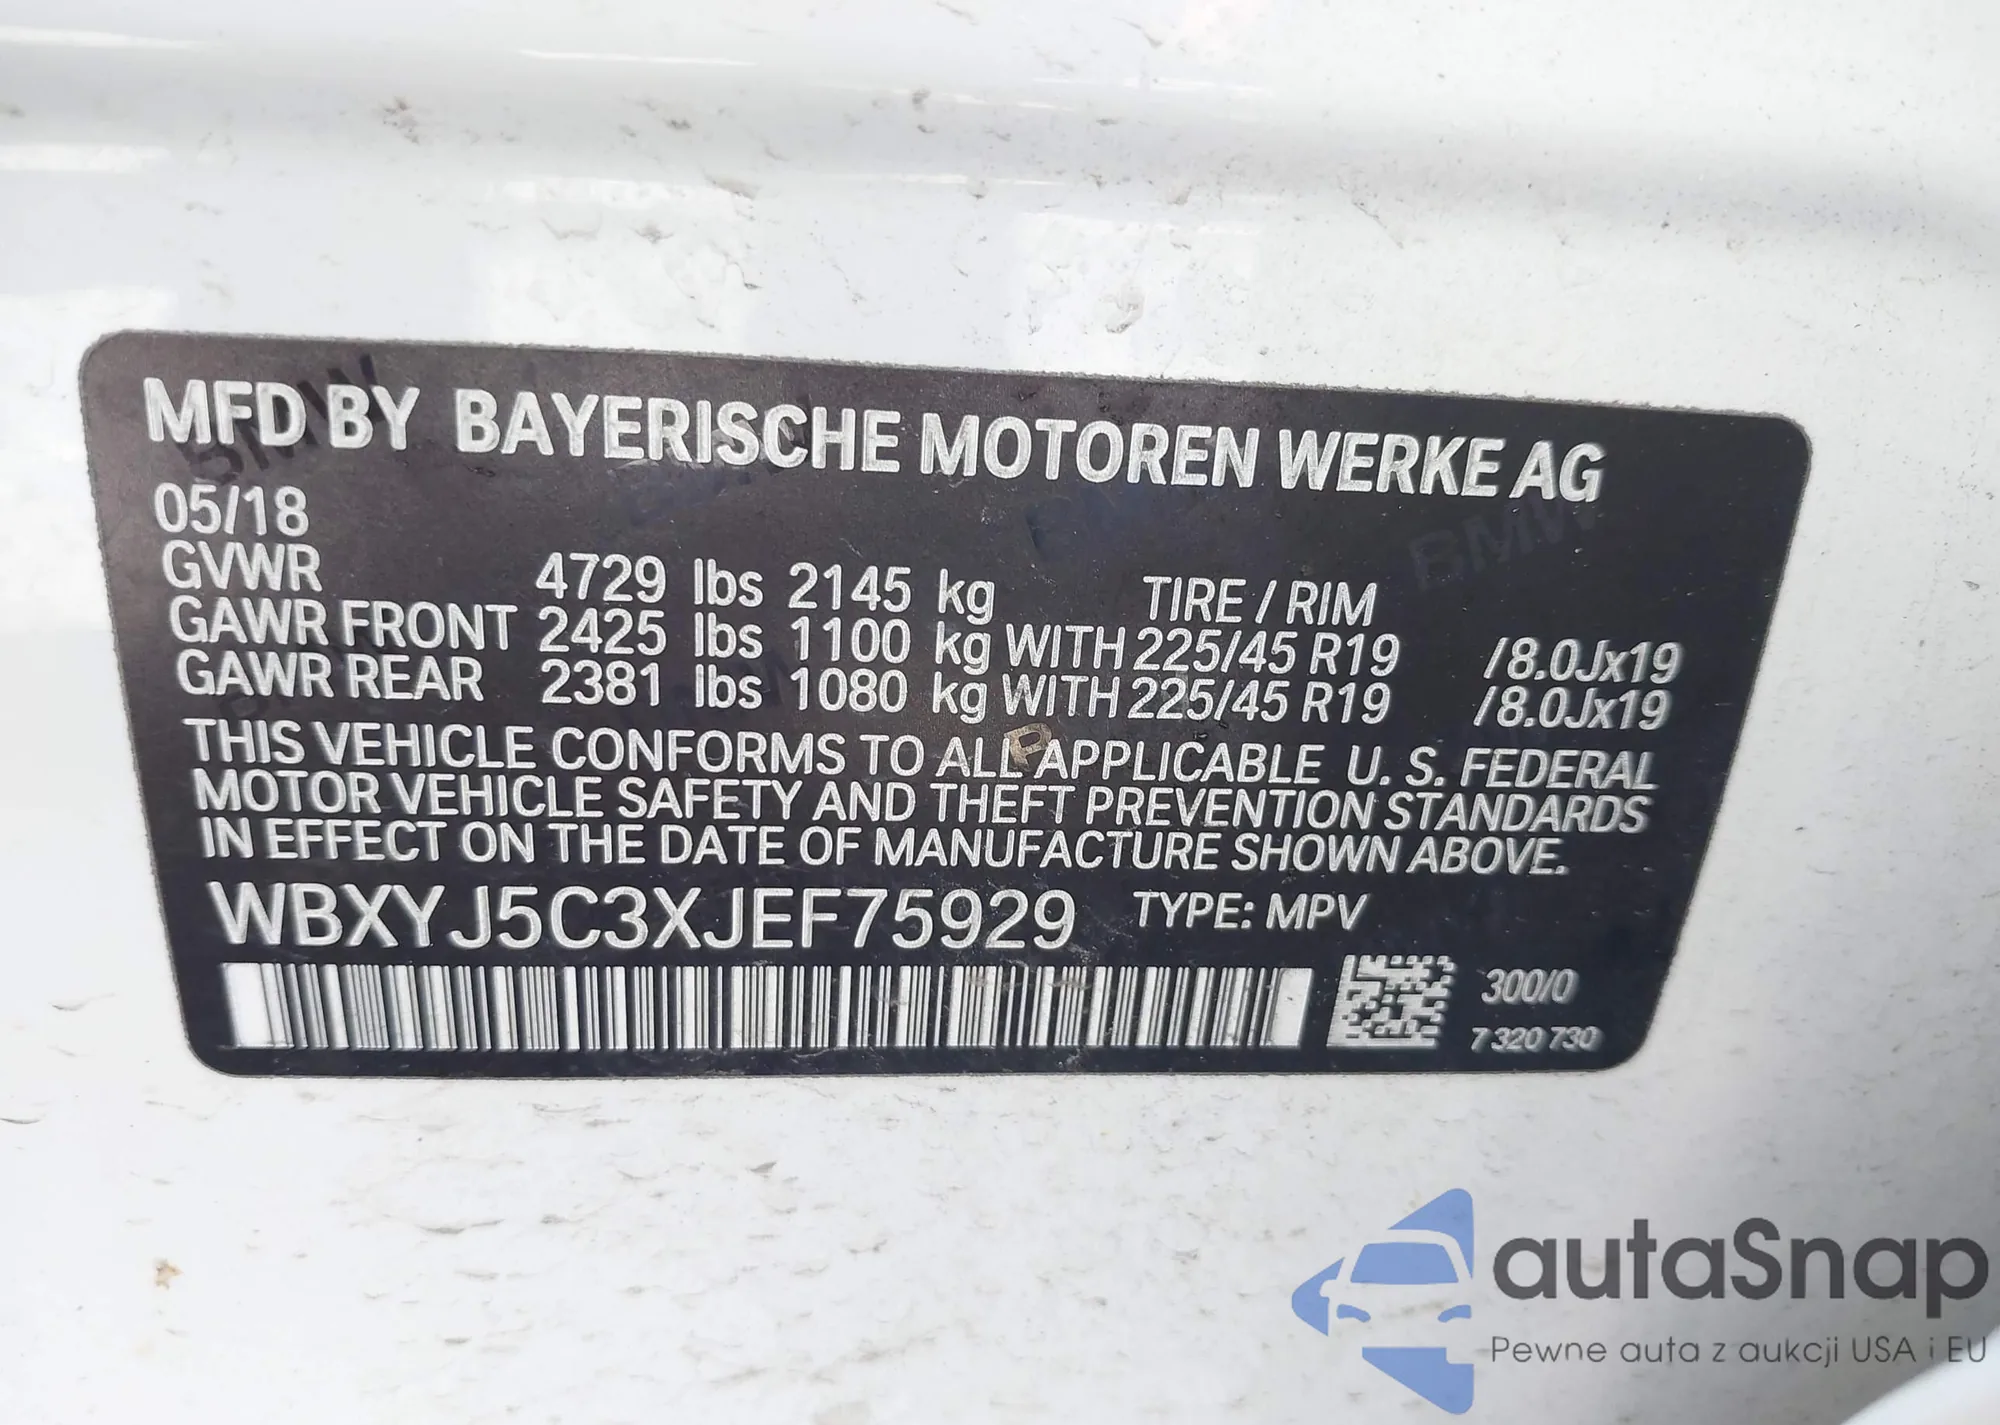 MFD BY BAYERISCHE MOTOREN WERKE AG
05/18
GVWR 4729 lbs 2145 kg TIRE / RIM
GAWR FRONT 2425 lbs 1100 kg WITH 225/45 R19 /8.0Jx19
GAWR REAR 2381 lbs 1080 kg WITH 225/45 R19 /8.0Jx19
THIS VEHICLE CONFORMS TO ALL APPLICABLE U. S. FEDERAL
MOTOR VEHICLE SAFETY AND THEFT PREVENTION STANDARDS
IN EFFECT ON THE DATE OF MANUFACTURE SHOWN ABOVE.
WBXYJ5C3XJEF75929 TYPE: MPV
300/0
7 320 730
autaSnap
Pewne auta z aukcji USA i EU